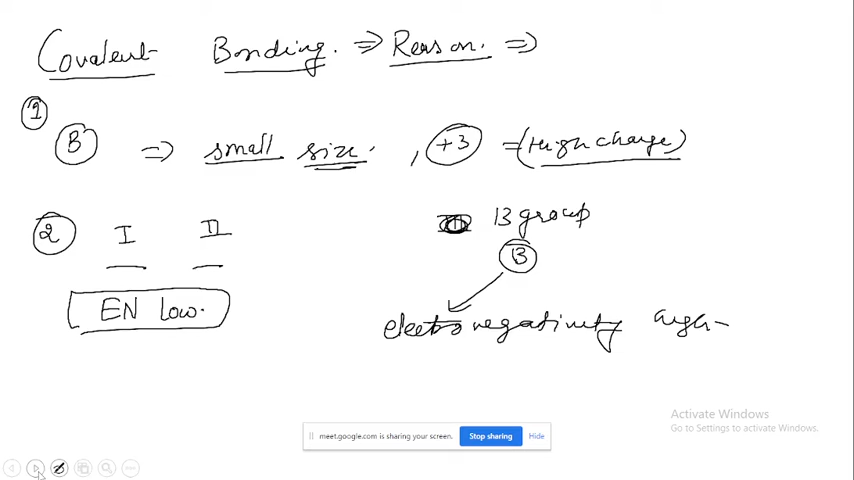 Covalent Bonding. ⇒ Reason. ⇒
① B ⇒ small size. , +3 =(High charge)
② I II 13 group
B
EN low.
electronegativity high
Activate Windows
Go to Settings to activate Windows.
meet.google.com is sharing your screen. Stop sharing Hide